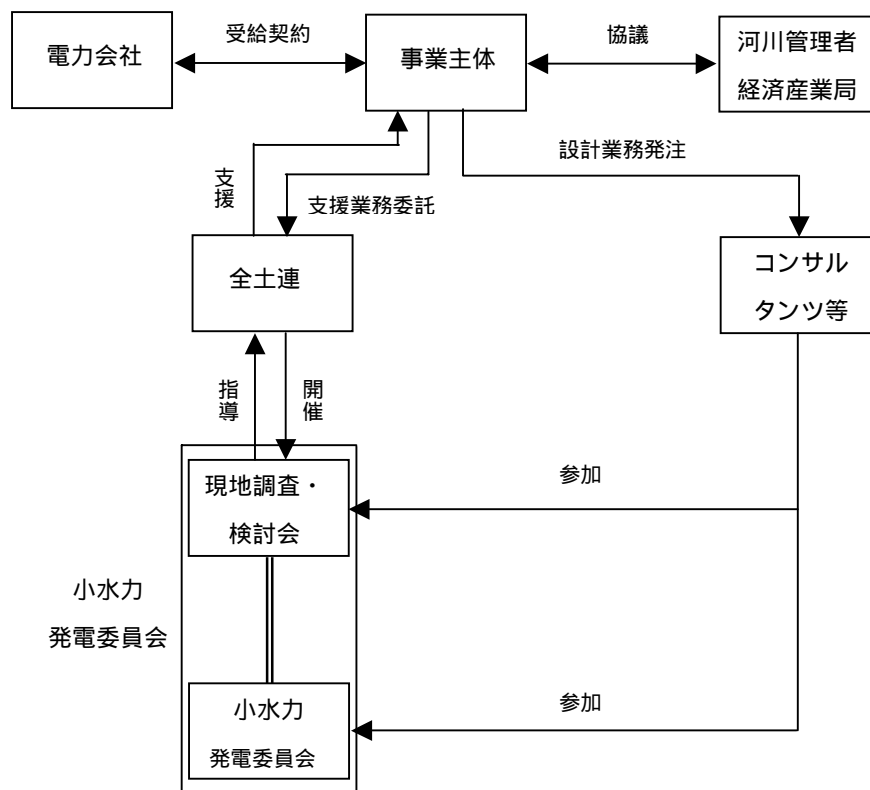 電力会社
受給契約
事業主体
協議
河川管理者
経済産業局
支援
支援業務委託
設計業務発注
全土連
コンサル
タンツ等
指導
開催
現地調査・
検討会
参加
小水力
発電委員会
小水力
発電委員会
参加